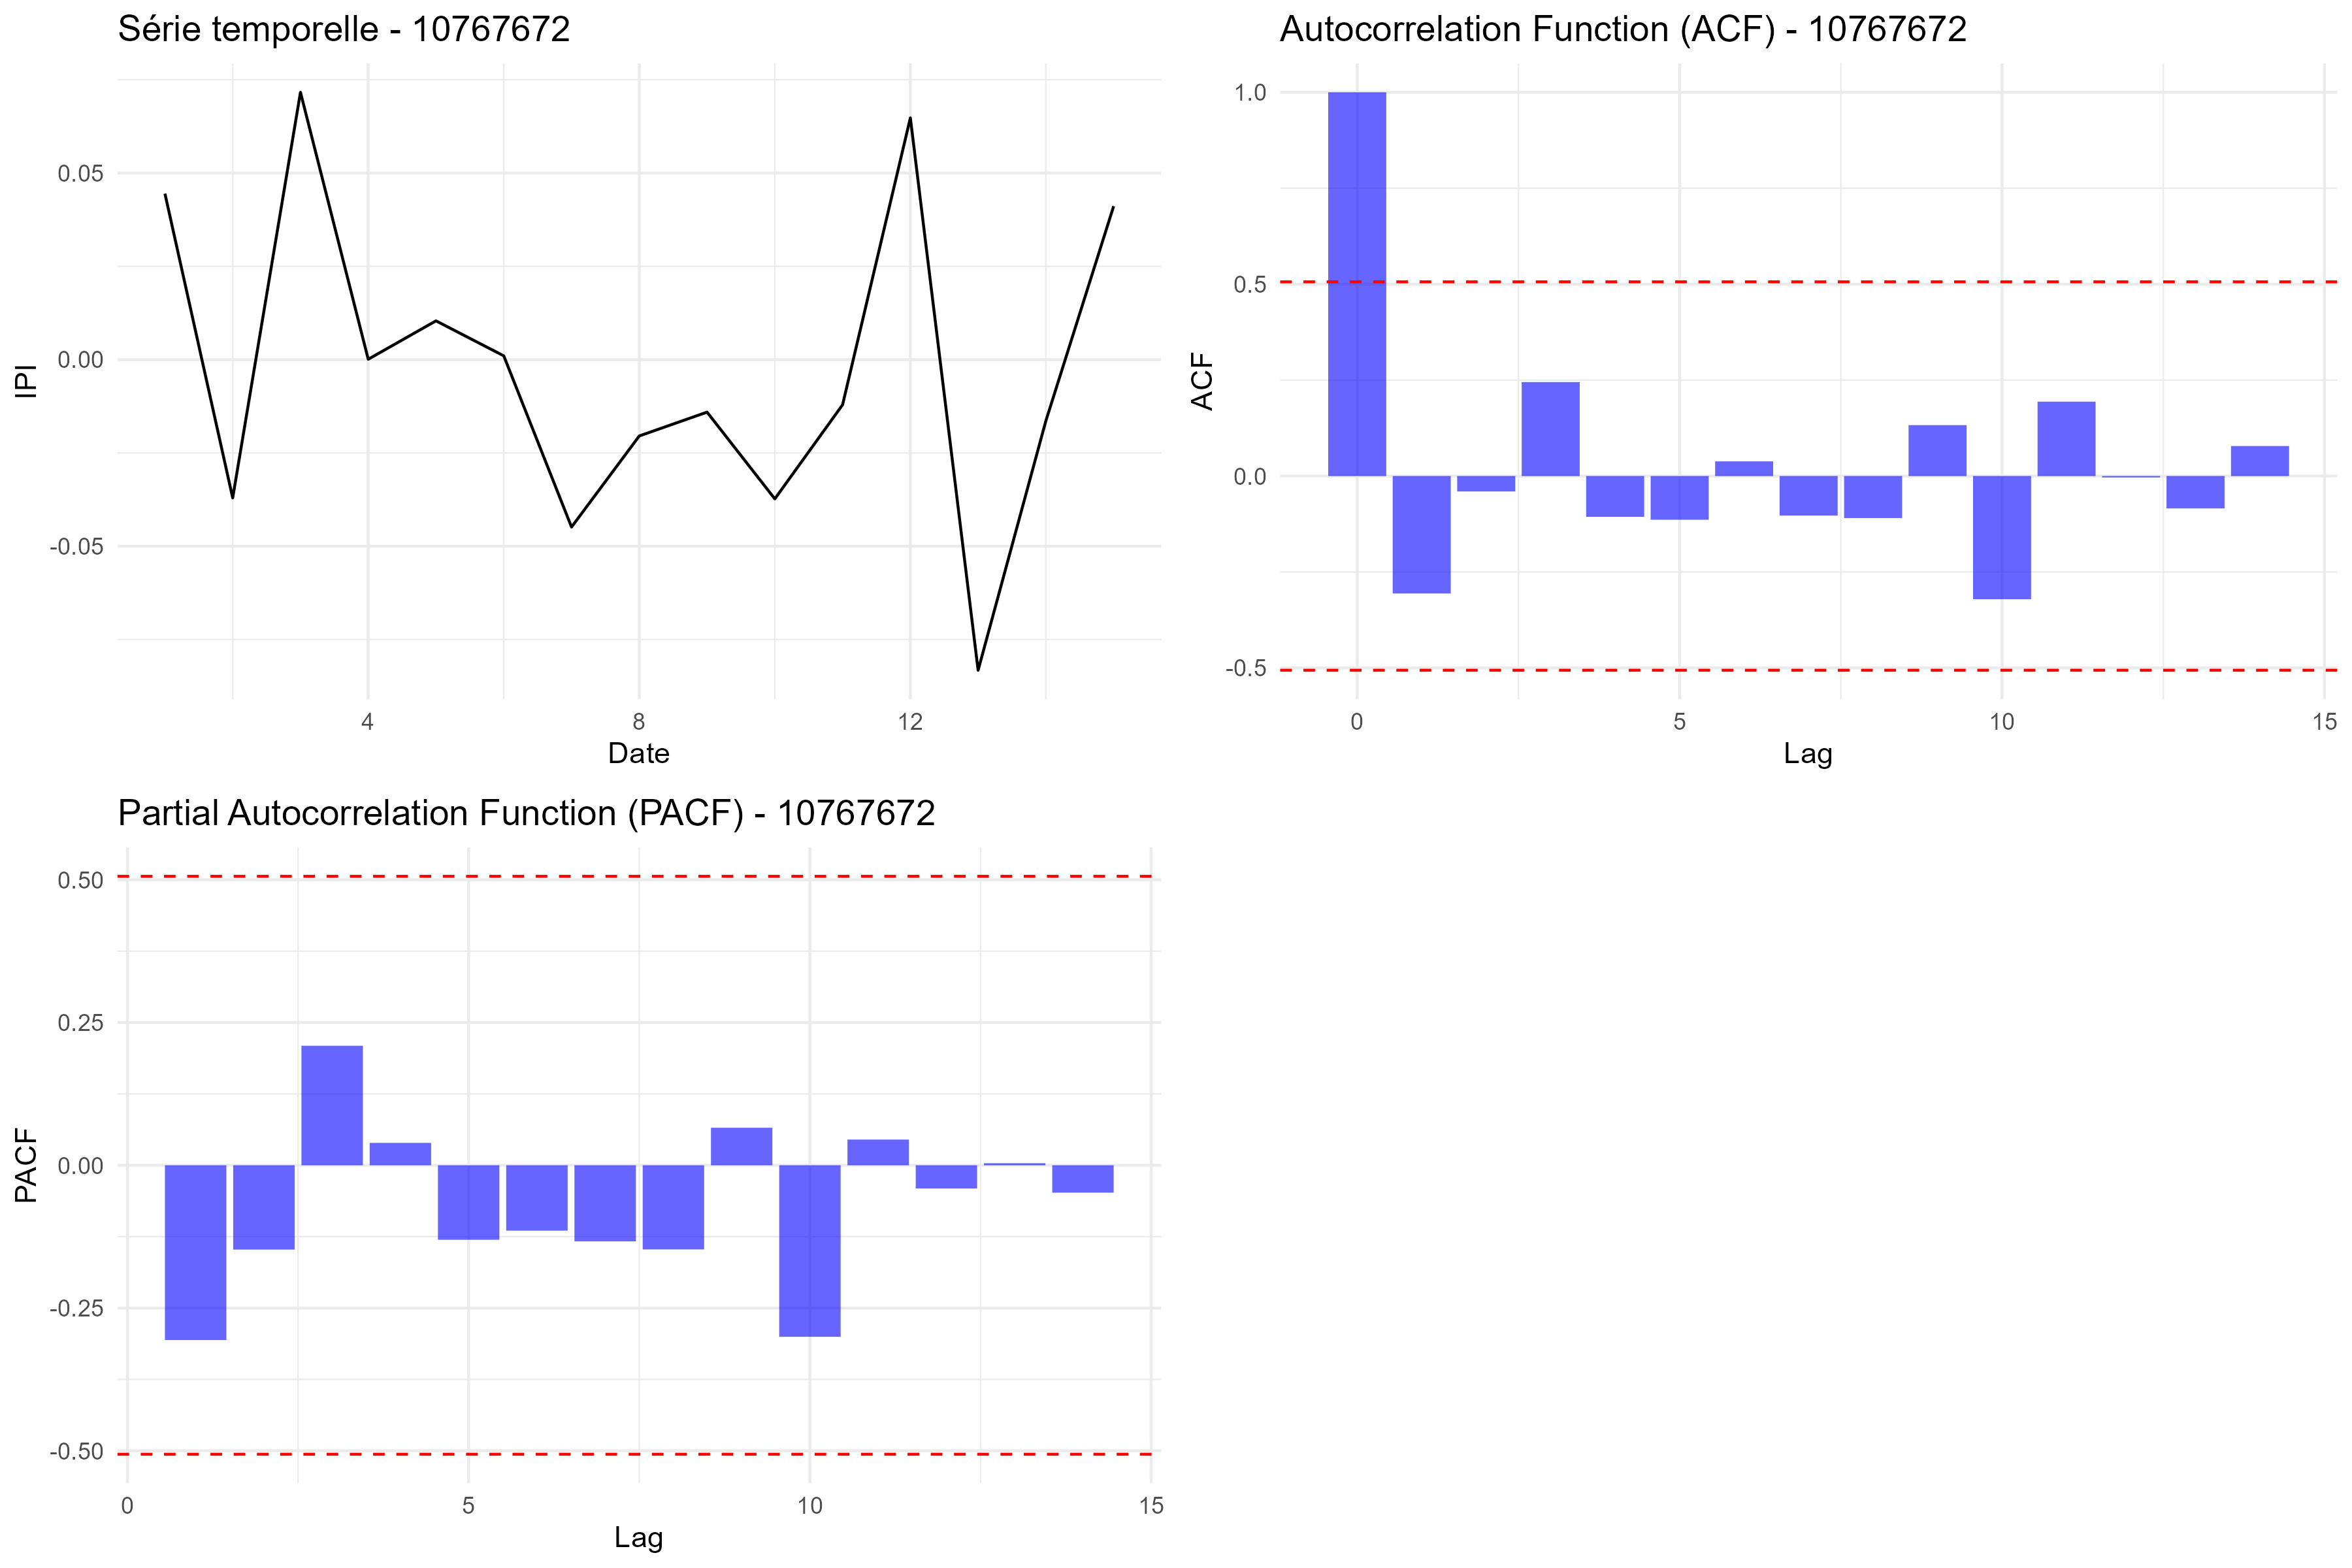 Série temporelle - 10767672
0.05
0.00
-0.05
IPI
4
8
12
Date
Autocorrelation Function (ACF) - 10767672
1.0
0.5
0.0
-0.5
ACF
0
5
10
15
Lag
Partial Autocorrelation Function (PACF) - 10767672
0.50
0.25
0.00
-0.25
-0.50
PACF
0
5
10
15
Lag